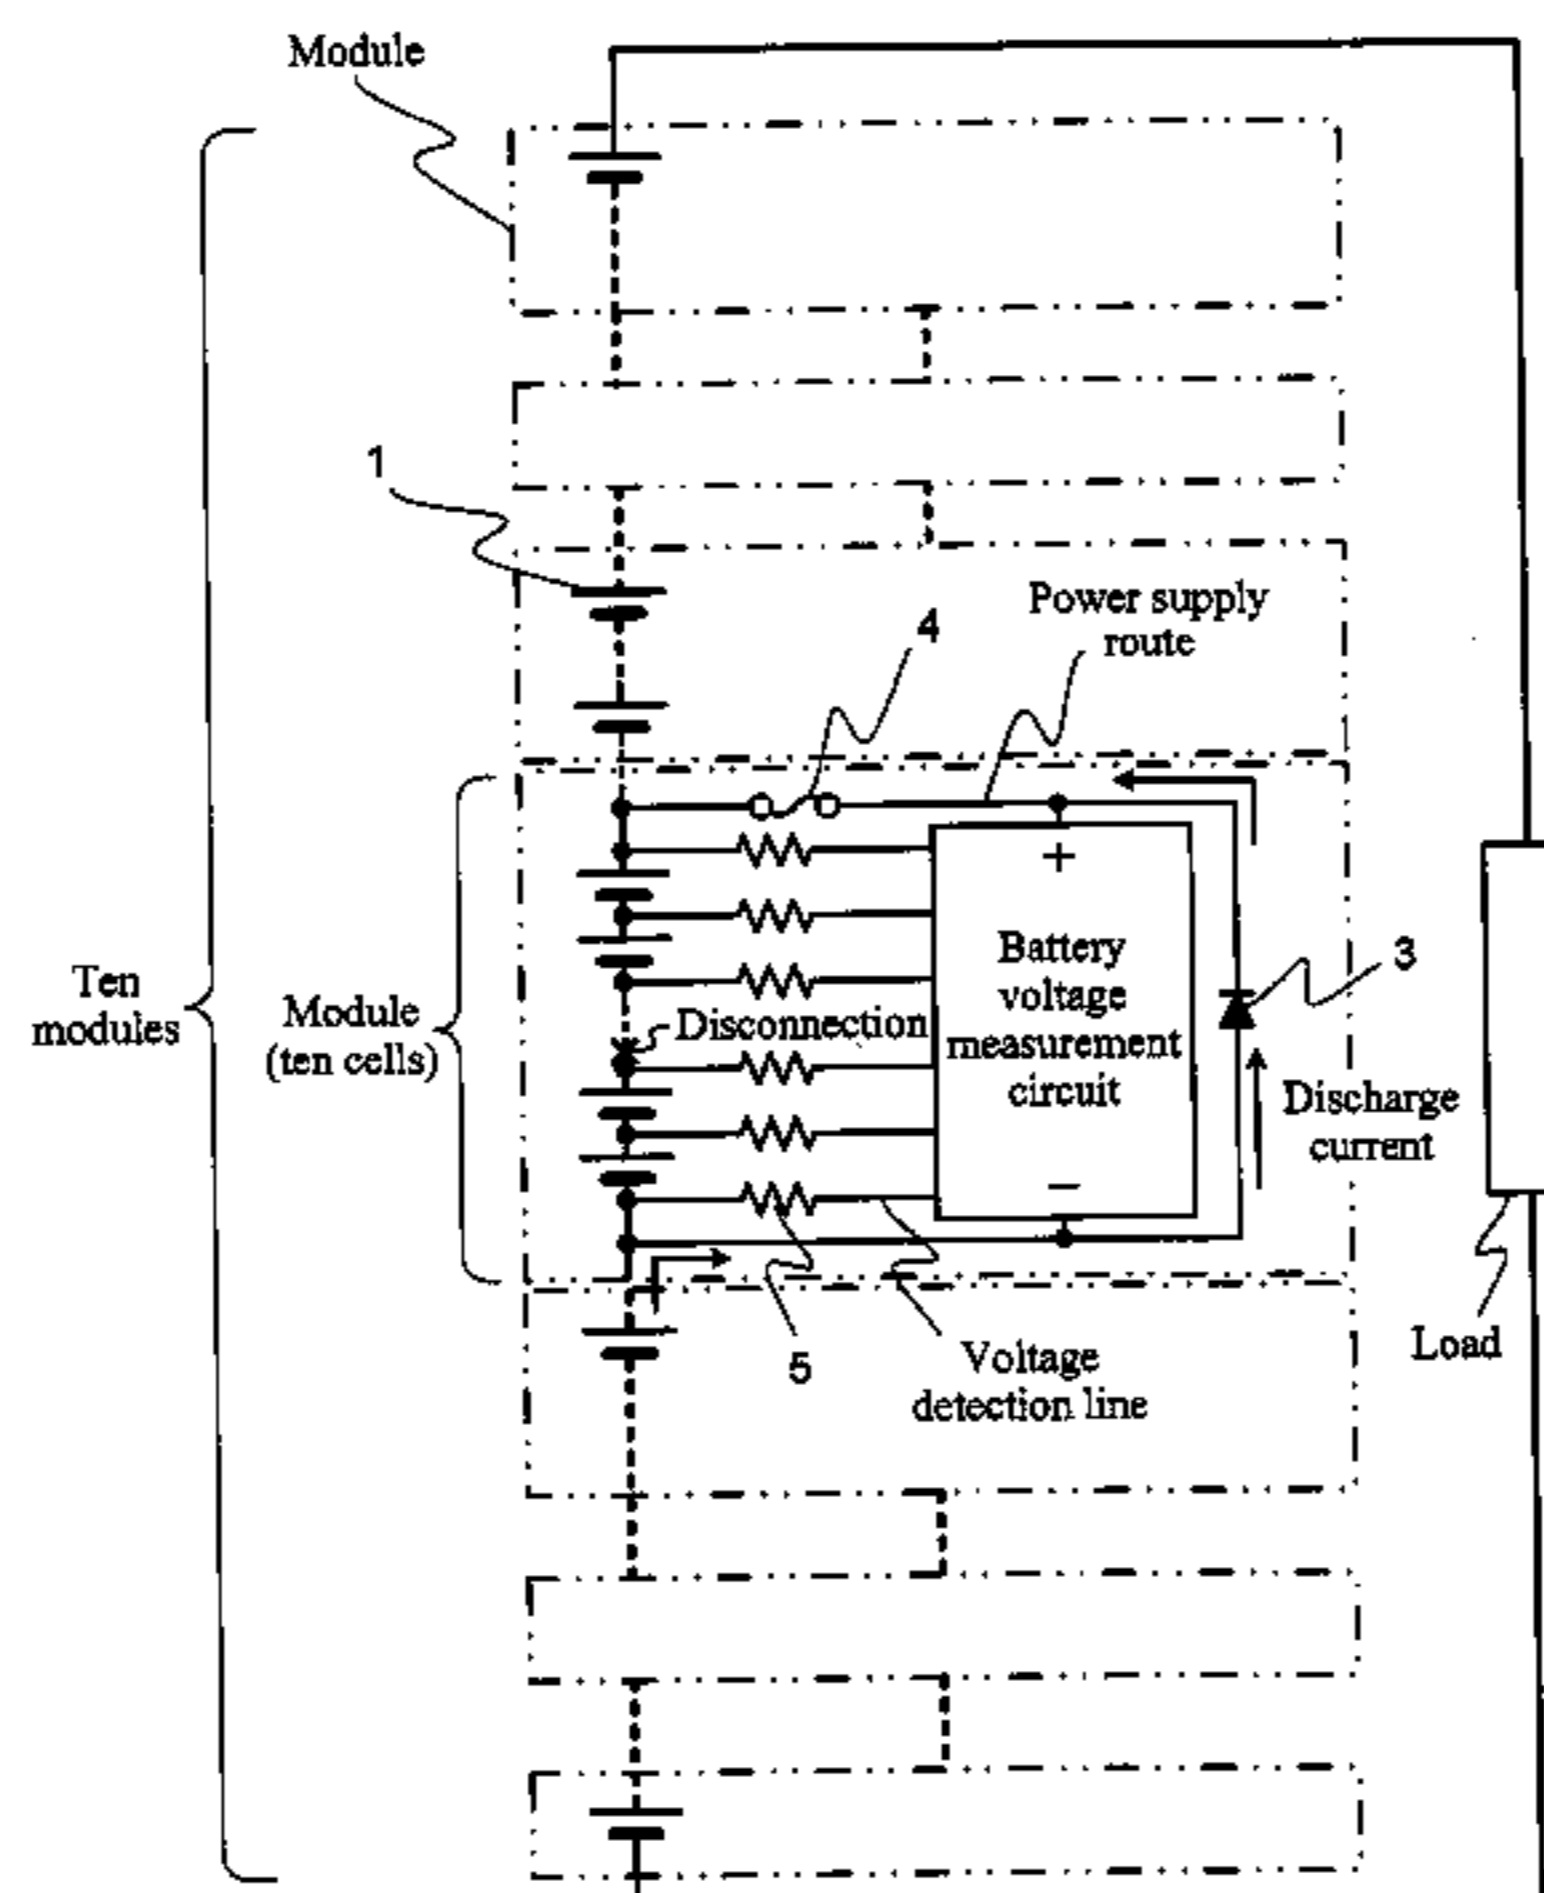 Module
1
Power supply
route
4
+
Battery
voltage
measurement
circuit
−
3
Ten
modules
Module
(ten cells)
Disconnection
Discharge
current
5
Voltage
detection line
Load